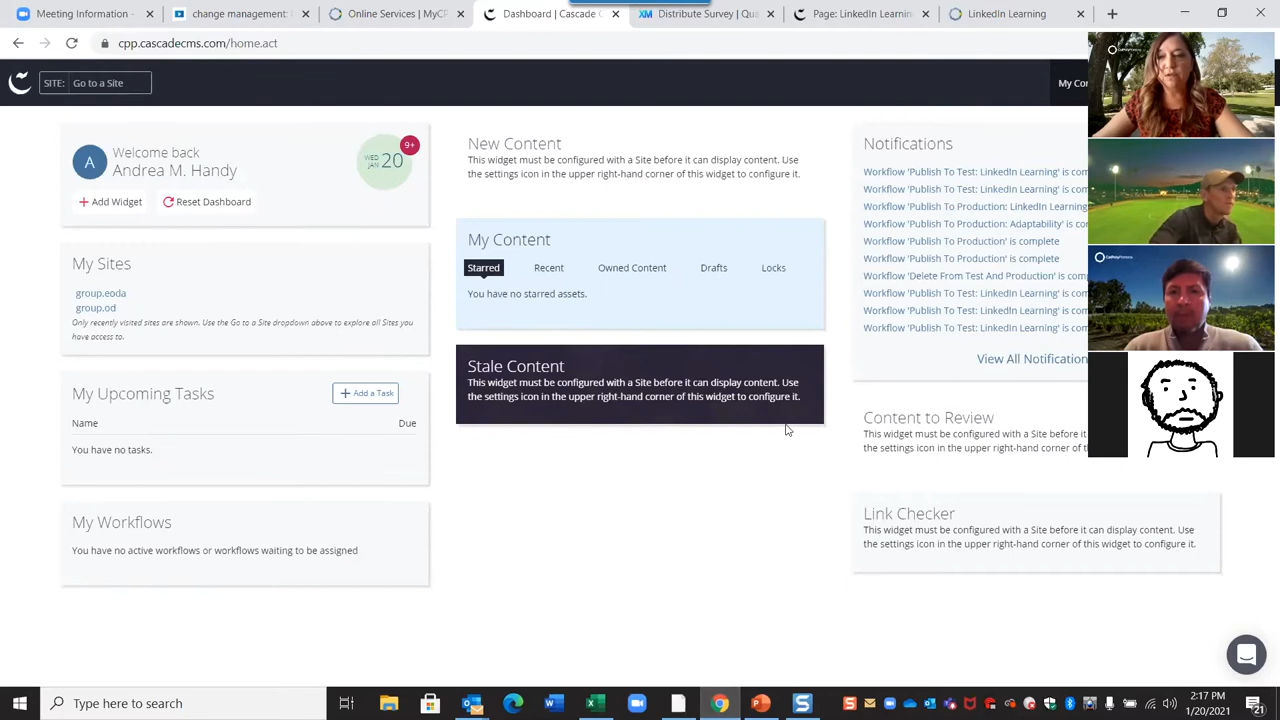 change management:
Sign In | MyCP
Dashboard | Cascade C
Distribute Survey | Qua
Page: LinkedIn Learning
LinkedIn Learning
cpp.cascadecms.com/home.act
SITE: Go to a Site
My Con
CalPolyPomona
Welcome back
Andrea M. Handy
A
WED
20
JAN
9+
Add Widget
Reset Dashboard
My Sites
group.eoda
group.od
Only recently visited sites are shown. Use the Go to a Site dropdown above to explore all Sites you
have access to.
My Upcoming Tasks
Add a Task
Name Due
You have no tasks.
My Workflows
You have no active workflows or workflows waiting to be assigned
New Content
This widget must be configured with a Site before it can display content. Use
the settings icon in the upper right-hand corner of this widget to configure it.
My Content
Starred Recent Owned Content Drafts Locks
You have no starred assets.
Stale Content
This widget must be configured with a Site before it can display content. Use
the settings icon in the upper right-hand corner of this widget to configure it.
Notifications
Workflow 'Publish To Test: LinkedIn Learning' is com
Workflow 'Publish To Test: LinkedIn Learning' is com
Workflow 'Publish To Production: LinkedIn Learning
Workflow 'Publish To Production: Adaptability' is co
Workflow 'Publish To Production' is complete
Workflow 'Publish To Production' is complete
Workflow 'Delete From Test And Production' is com
Workflow 'Publish To Test: LinkedIn Learning' is com
Workflow 'Publish To Test: LinkedIn Learning' is com
Workflow 'Publish To Test: LinkedIn Learning' is com
View All Notification
Content to Review
This widget must be configured with a Site before it
the settings icon in the upper right-hand corner of t
Link Checker
This widget must be configured with a Site before it can display content. Use
the settings icon in the upper right-hand corner of this widget to configure it.
CalPolyPomona
Type here to search
2:17 PM
1/20/2021
21